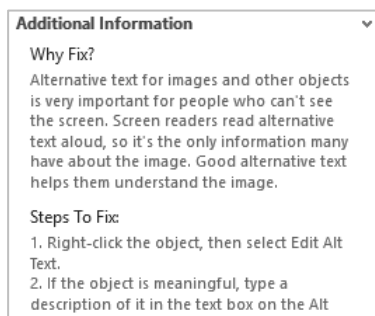 Additional Information
Why Fix?
Alternative text for images and other objects
is very important for people who can't see
the screen. Screen readers read alternative
text aloud, so it's the only information many
have about the image. Good alternative text
helps them understand the image.
Steps To Fix:
1. Right-click the object, then select Edit Alt
Text.
2. If the object is meaningful, type a
description of it in the text box on the Alt